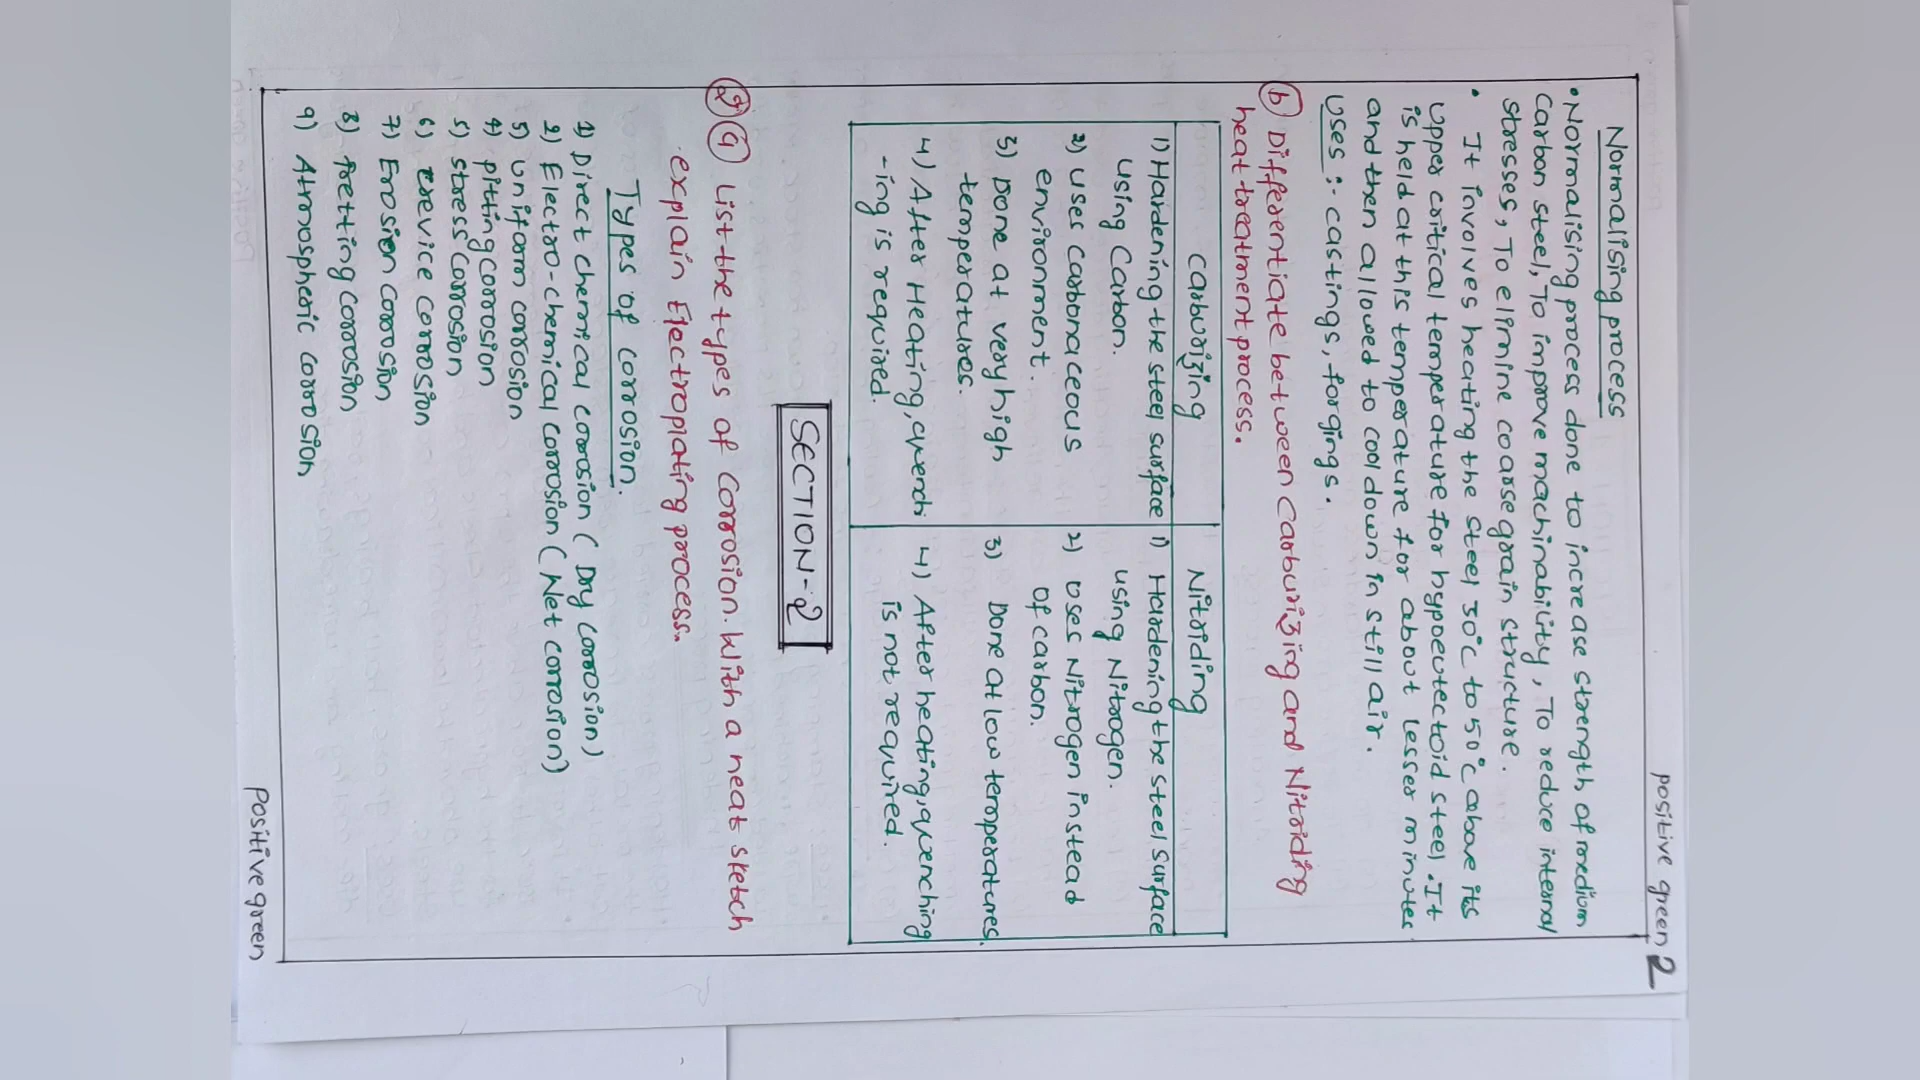 positive green 2
Normalising process
• Normalising process done to increase strength of medium
carbon steel, To improve machinability, To reduce internal
stresses, To elimine coarse grain structure.
• It involves heating the steel 30°c to 50°c above its
upper critical temperature for hypoeutectoid steel. It
is held at this temperature for about lesser minutes
and then allowed to cool down in still air.
Uses :- castings, forgings.
b) Differentiate between carburizing and Nitriding
heat treatment process.
carburizing
1) Hardening the steel surface
using Carbon.
2) Uses Carbonaceous
environment.
3) Done at very high
temperatures.
4) After Heating, quench
-ing is required.
Nitriding
1) Hardening the steel surface
using Nitrogen.
2) Uses Nitrogen instead
of carbon.
3) Done at low temperatures.
4) After heating, quenching
is not required.
SECTION-2
2) a) List the types of Corrosion. With a neat sketch
explain Electroplating process.
Types of corrosion.
1) Direct chemical corrosion (Dry corrosion)
2) Electro-chemical corrosion (Wet corrosion)
3) uniform corrosion
4) pitting corrosion
5) stress corrosion
6) crevice corrosion
7) Erosion corrosion
8) fretting corrosion
9) Atmospheric corrosion
Positive green